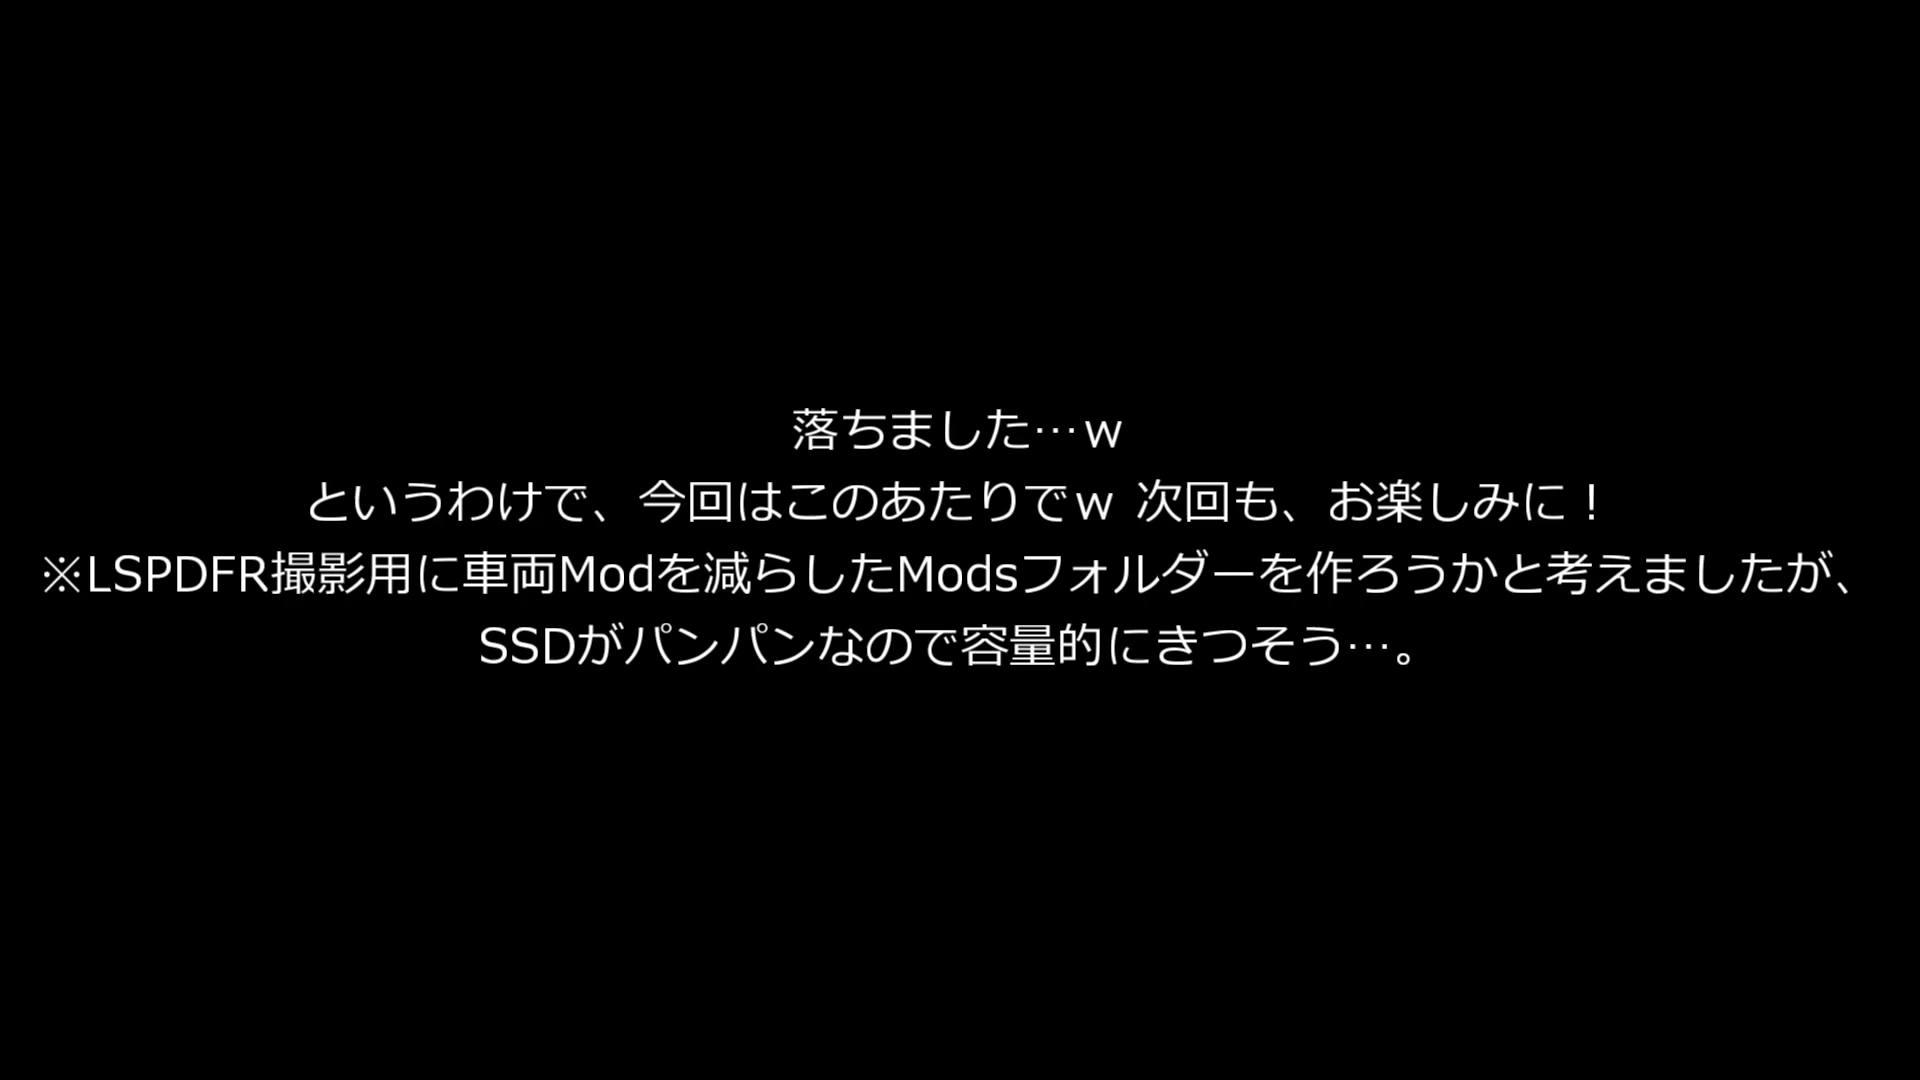 落ちました…ｗ
というわけで、今回はこのあたりでｗ 次回も、お楽しみに！
※LSPDFR撮影用に車両Modを減らしたModsフォルダーを作ろうかと考えましたが、
SSDがパンパンなので容量的にきつそう…。